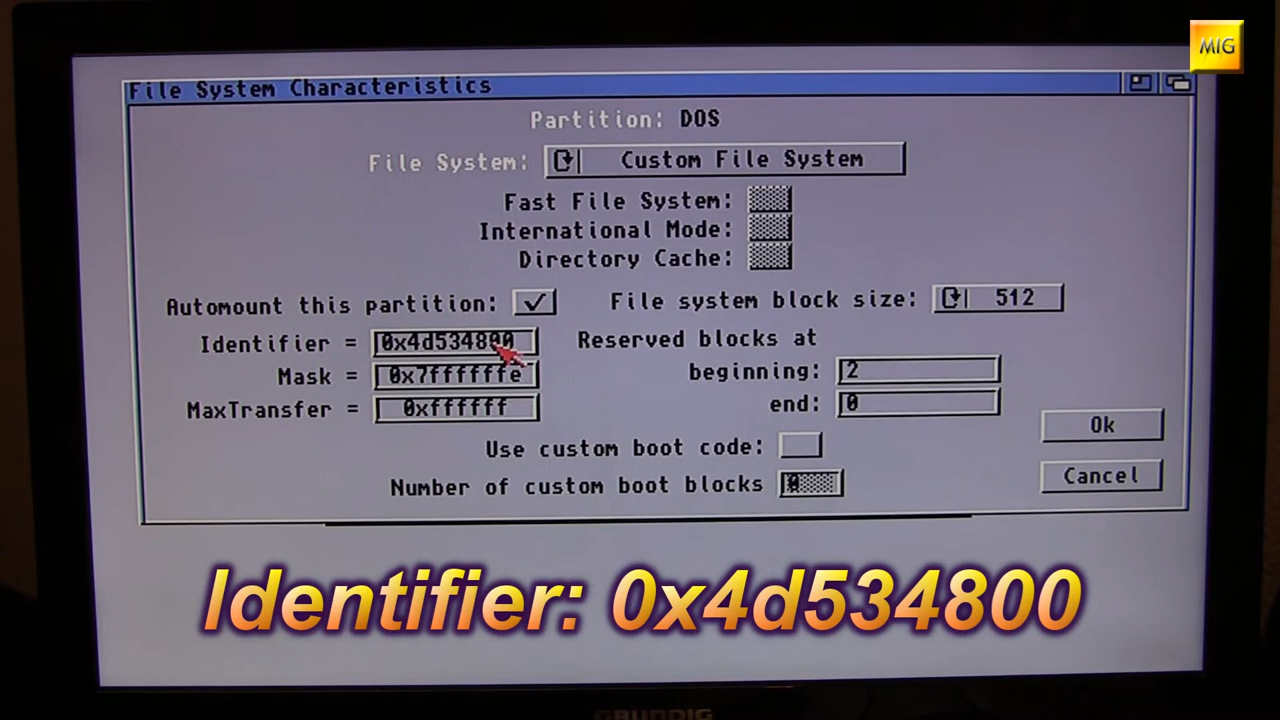 MIG
File System Characteristics
Partition: DOS
File System: Custom File System
Fast File System:
International Mode:
Directory Cache:
Automount this partition: File system block size: 512
Identifier = 0x4d534800 Reserved blocks at
Mask = 0x7ffffffe beginning: 2
MaxTransfer = 0xffffff end: 0
Ok
Use custom boot code:
Cancel
Number of custom boot blocks 0
Identifier: 0x4d534800
GRUNDIG